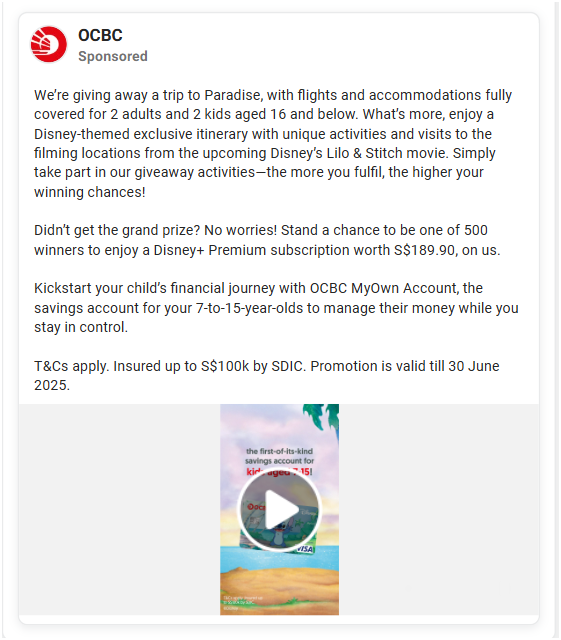 OCBC
Sponsored
We’re giving away a trip to Paradise, with flights and accommodations fully
covered for 2 adults and 2 kids aged 16 and below. What’s more, enjoy a
Disney-themed exclusive itinerary with unique activities and visits to the
filming locations from the upcoming Disney’s Lilo & Stitch movie. Simply
take part in our giveaway activities—the more you fulfil, the higher your
winning chances!
Didn’t get the grand prize? No worries! Stand a chance to be one of 500
winners to enjoy a Disney+ Premium subscription worth S$189.90, on us.
Kickstart your child’s financial journey with OCBC MyOwn Account, the
savings account for your 7-to-15-year-olds to manage their money while you
stay in control.
T&Cs apply. Insured up to S$100k by SDIC. Promotion is valid till 30 June
2025.
the first-of-its-kind
savings account for
kids aged 7-15!
VISA